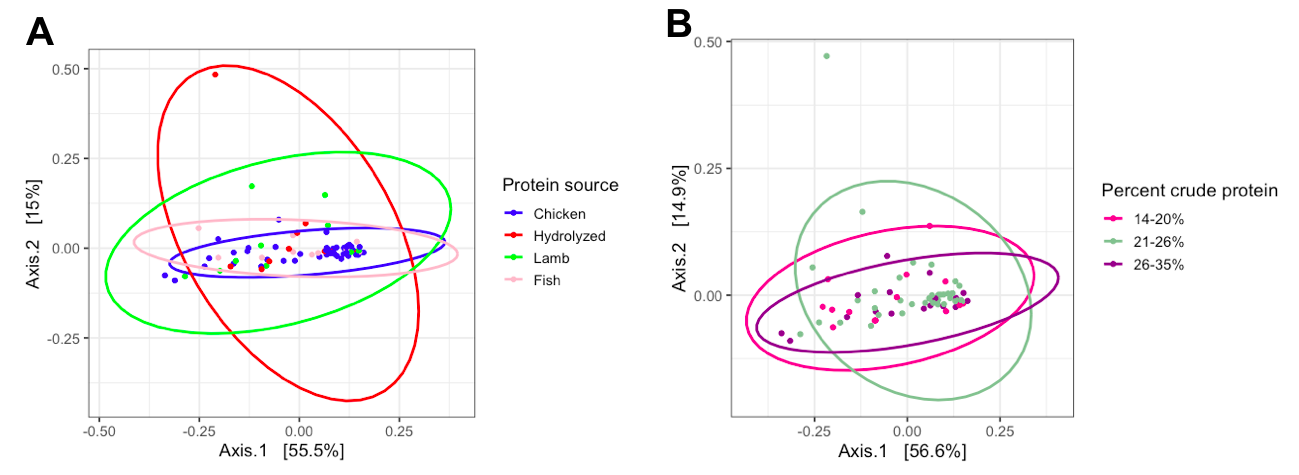 A
0.50
0.25
0.00
-0.25
-0.50
-0.25
0.00
0.25
Axis.2 [15%]
Axis.1 [55.5%]
Protein source
Chicken
Hydrolyzed
Lamb
Fish
B
0.50
0.25
0.00
-0.25
0.00
0.25
Axis.2 [14.9%]
Axis.1 [56.6%]
Percent crude protein
14-20%
21-26%
26-35%